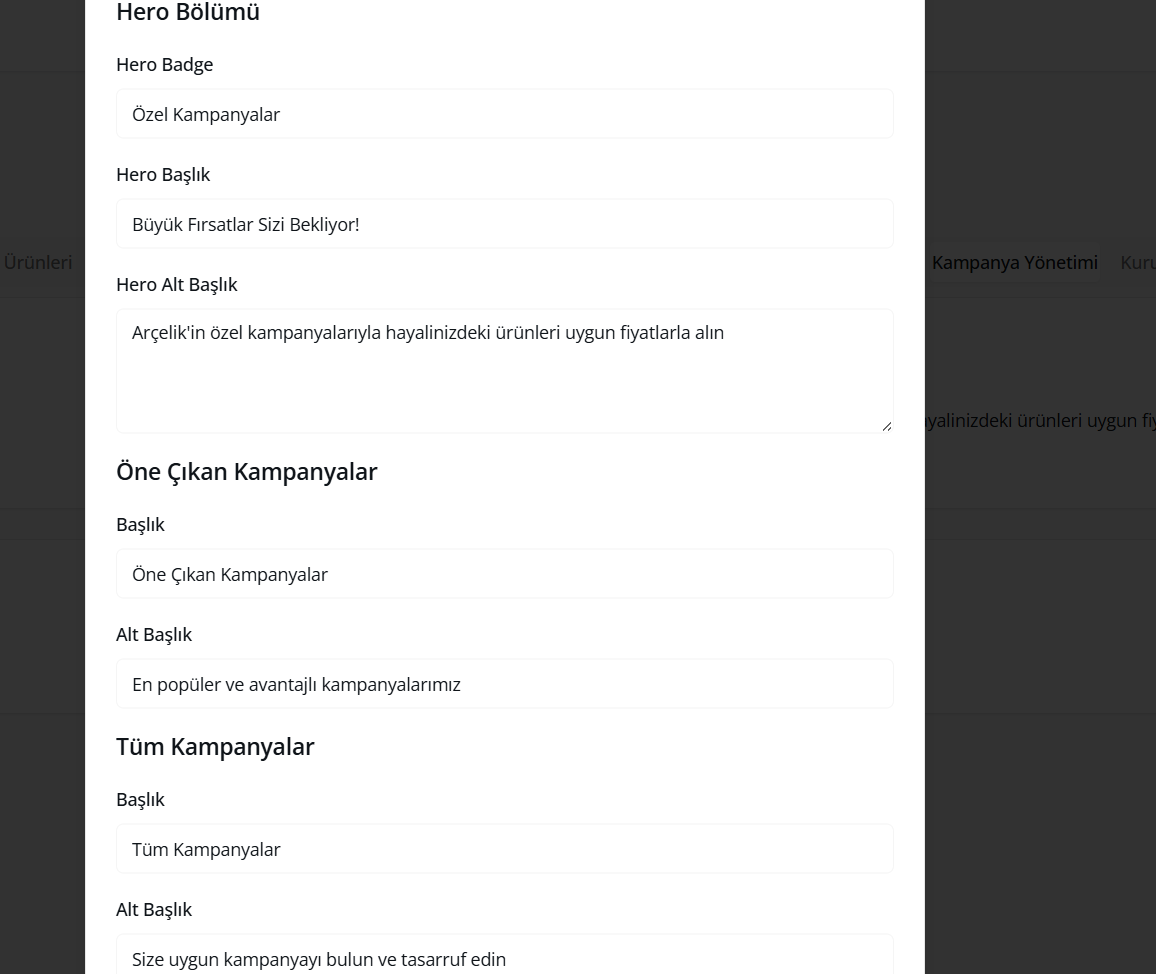 Hero Bölümü
Hero Badge
Özel Kampanyalar
Hero Başlık
Büyük Fırsatlar Sizi Bekliyor!
Ürünleri
Kampanya Yönetimi
Hero Alt Başlık
Arçelik'in özel kampanyalarıyla hayalinizdeki ürünleri uygun fiyatlarla alın
ürünleri uygun
Öne Çıkan Kampanyalar
Başlık
Öne Çıkan Kampanyalar
Alt Başlık
En popüler ve avantajlı kampanyalarımız
Tüm Kampanyalar
Başlık
Tüm Kampanyalar
Alt Başlık
Size uygun kampanyayı bulun ve tasarruf edin